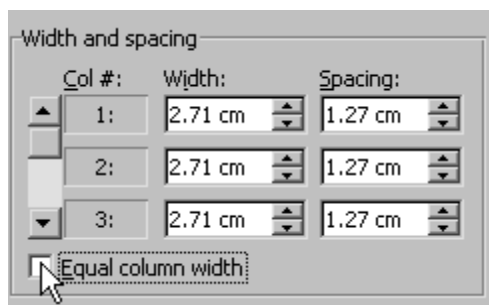 Width and spacing
Col #: Width: Spacing:
1: 2.71 cm 1.27 cm
2: 2.71 cm 1.27 cm
3: 2.71 cm 1.27 cm
Equal column width